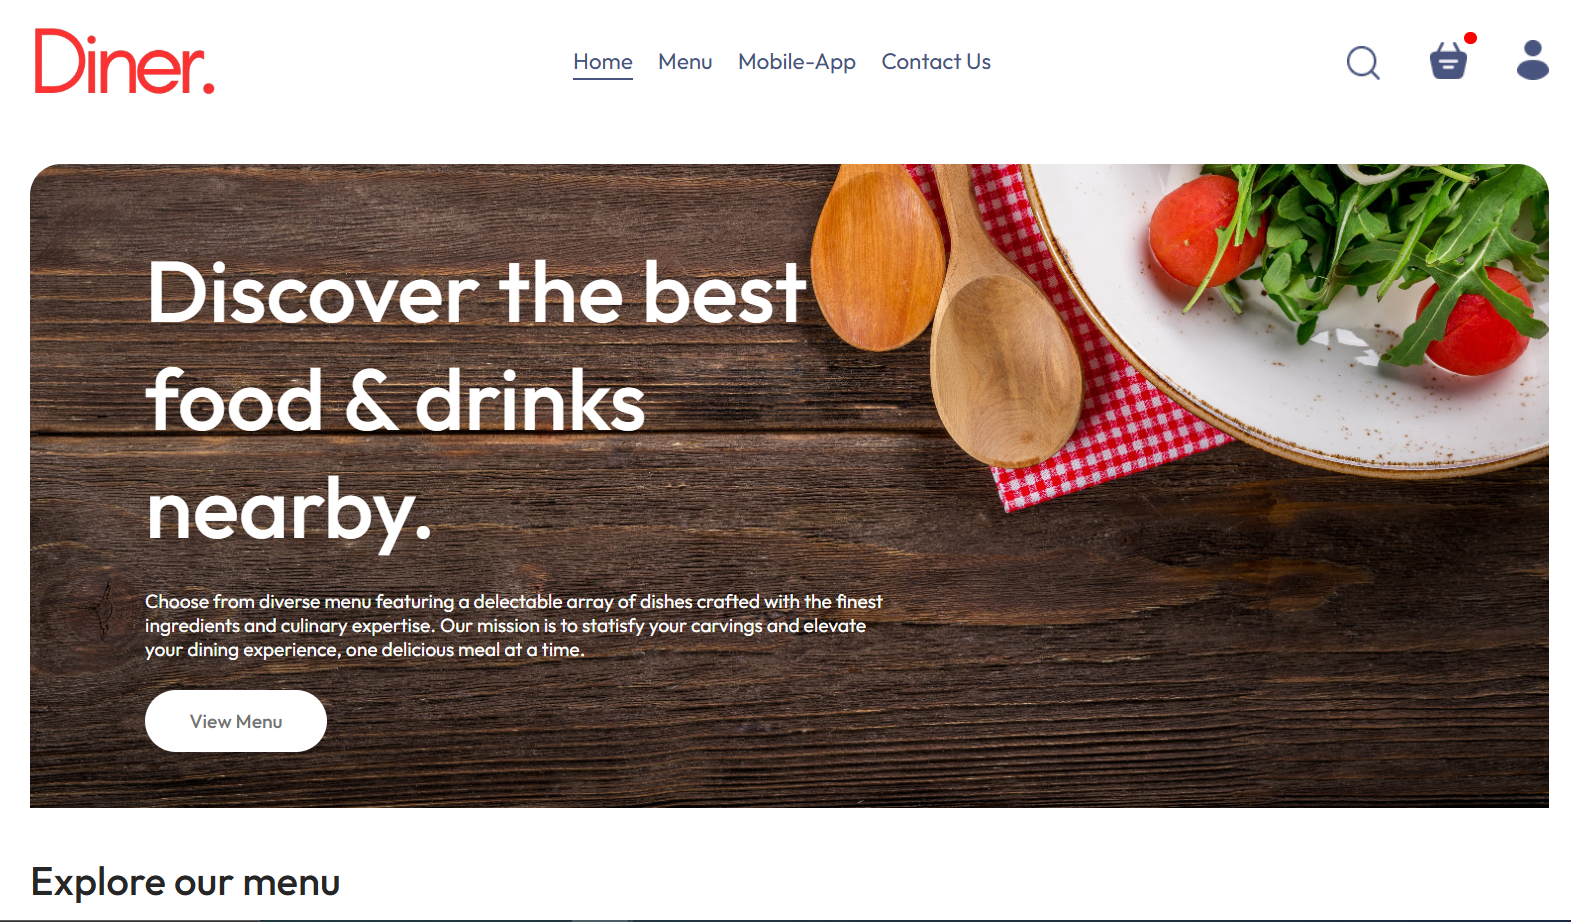 Diner.
Home Menu Mobile-App Contact Us
Discover the best
food & drinks
nearby.
Choose from diverse menu featuring a delectable array of dishes crafted with the finest
ingredients and culinary expertise. Our mission is to statisfy your carvings and elevate
your dining experience, one delicious meal at a time.
View Menu
Explore our menu